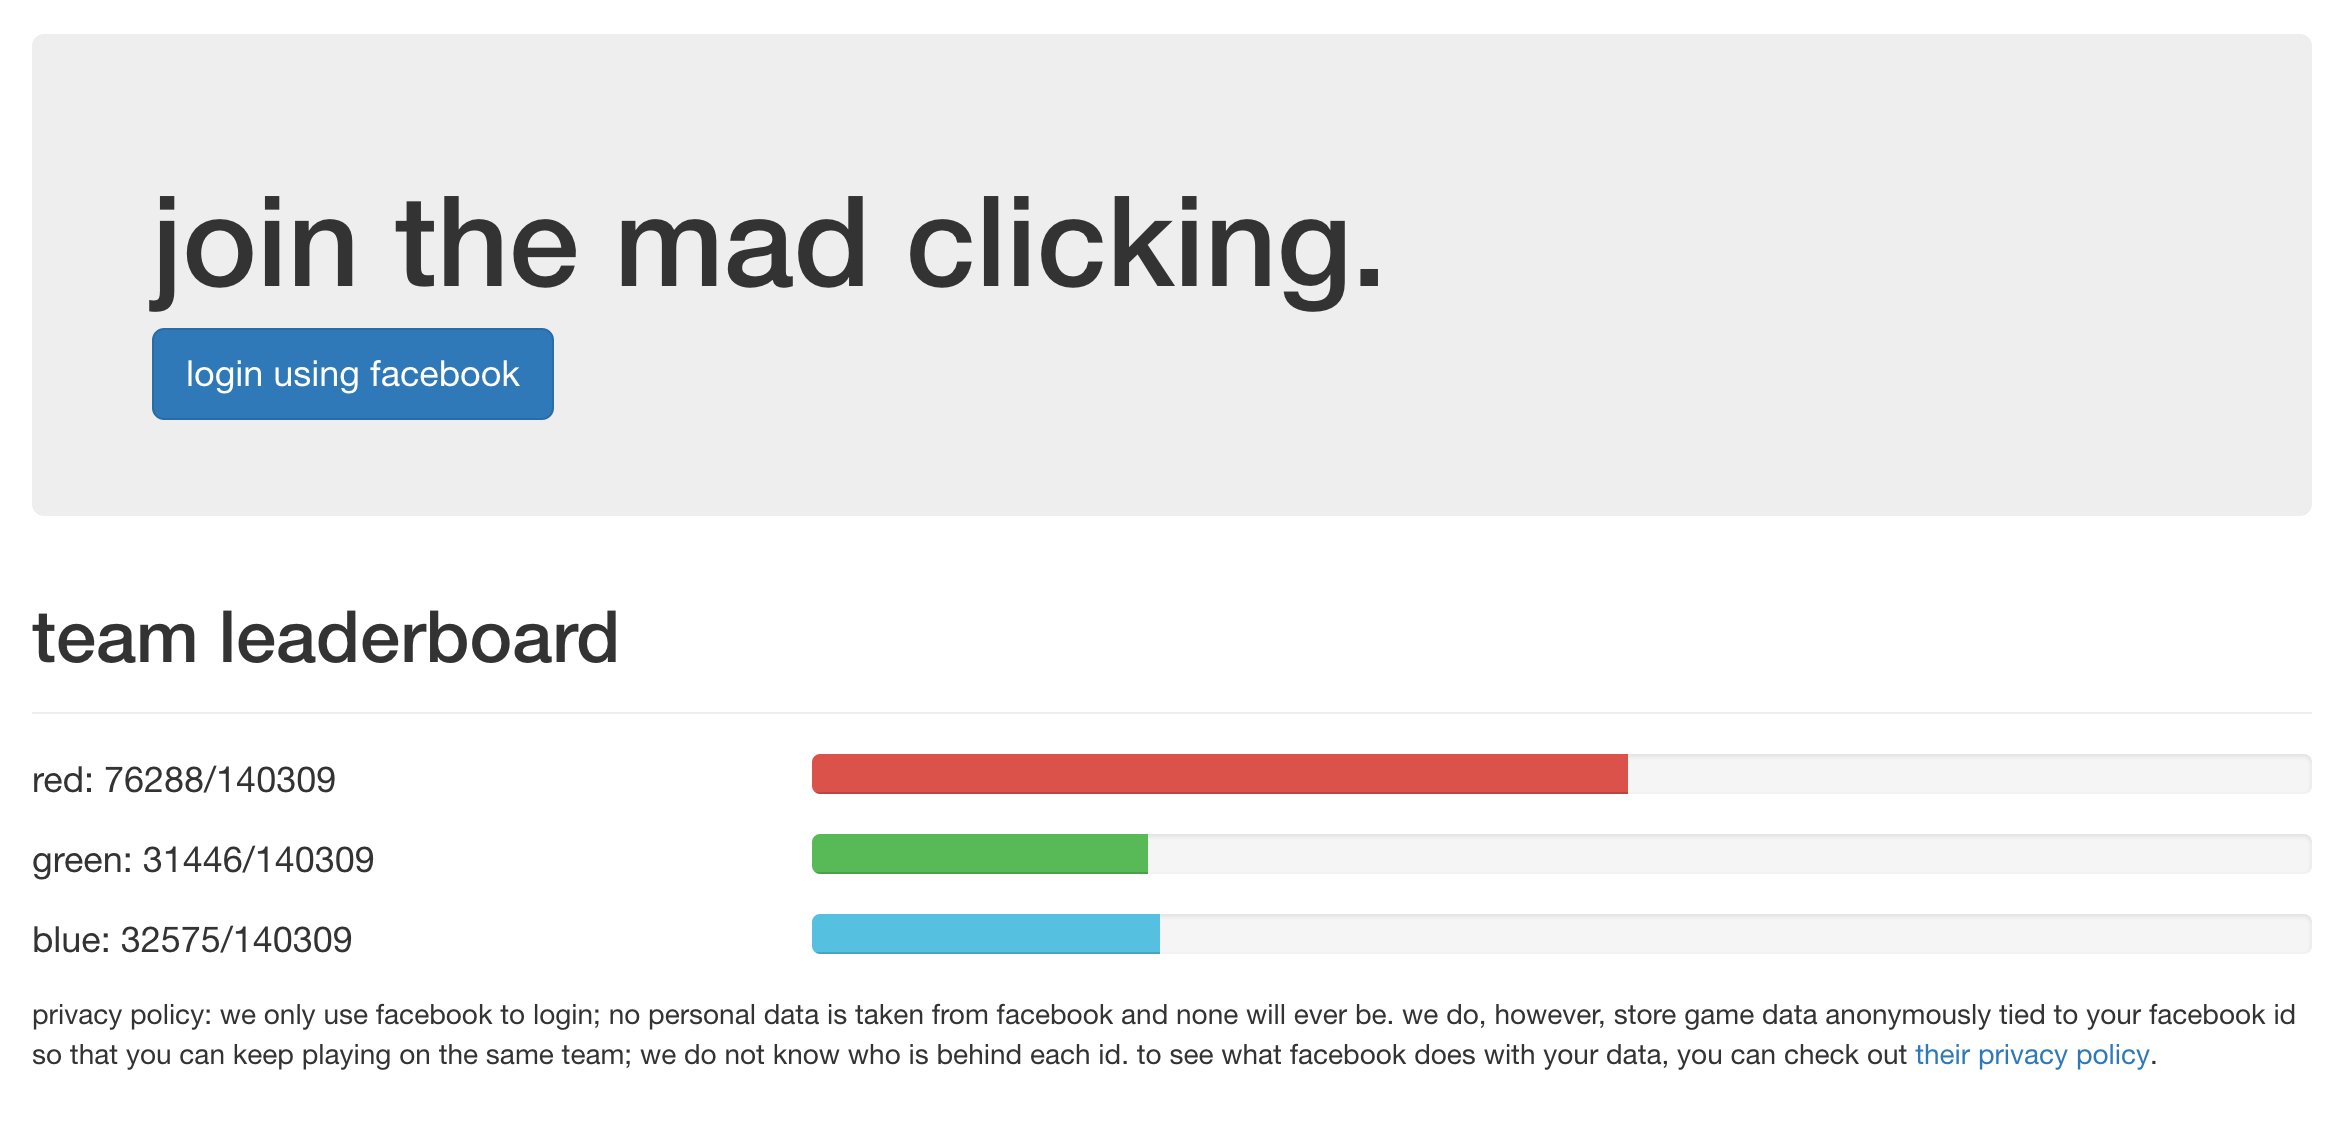 join the mad clicking.
login using facebook
team leaderboard
red: 76288/140309
green: 31446/140309
blue: 32575/140309
privacy policy: we only use facebook to login; no personal data is taken from facebook and none will ever be. we do, however, store game data anonymously tied to your facebook id
so that you can keep playing on the same team; we do not know who is behind each id. to see what facebook does with your data, you can check out their privacy policy.